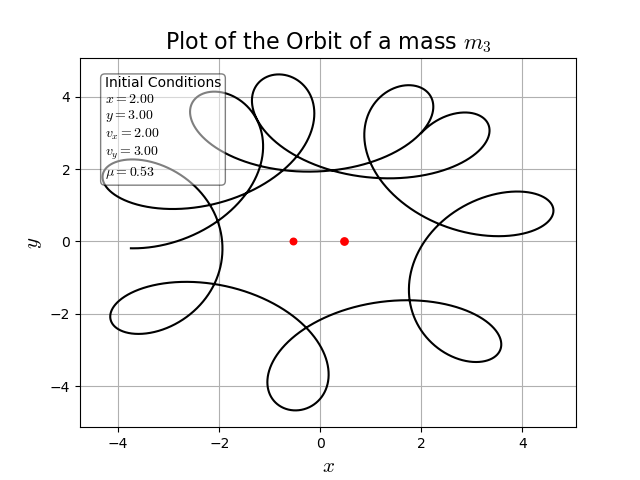 Plot of the Orbit of a mass m₃
Initial Conditions
x = 2.00
y = 3.00
vₓ = 2.00
v_y = 3.00
μ = 0.53
4
2
0
−2
−4
y
−4 −2 0 2 4
x